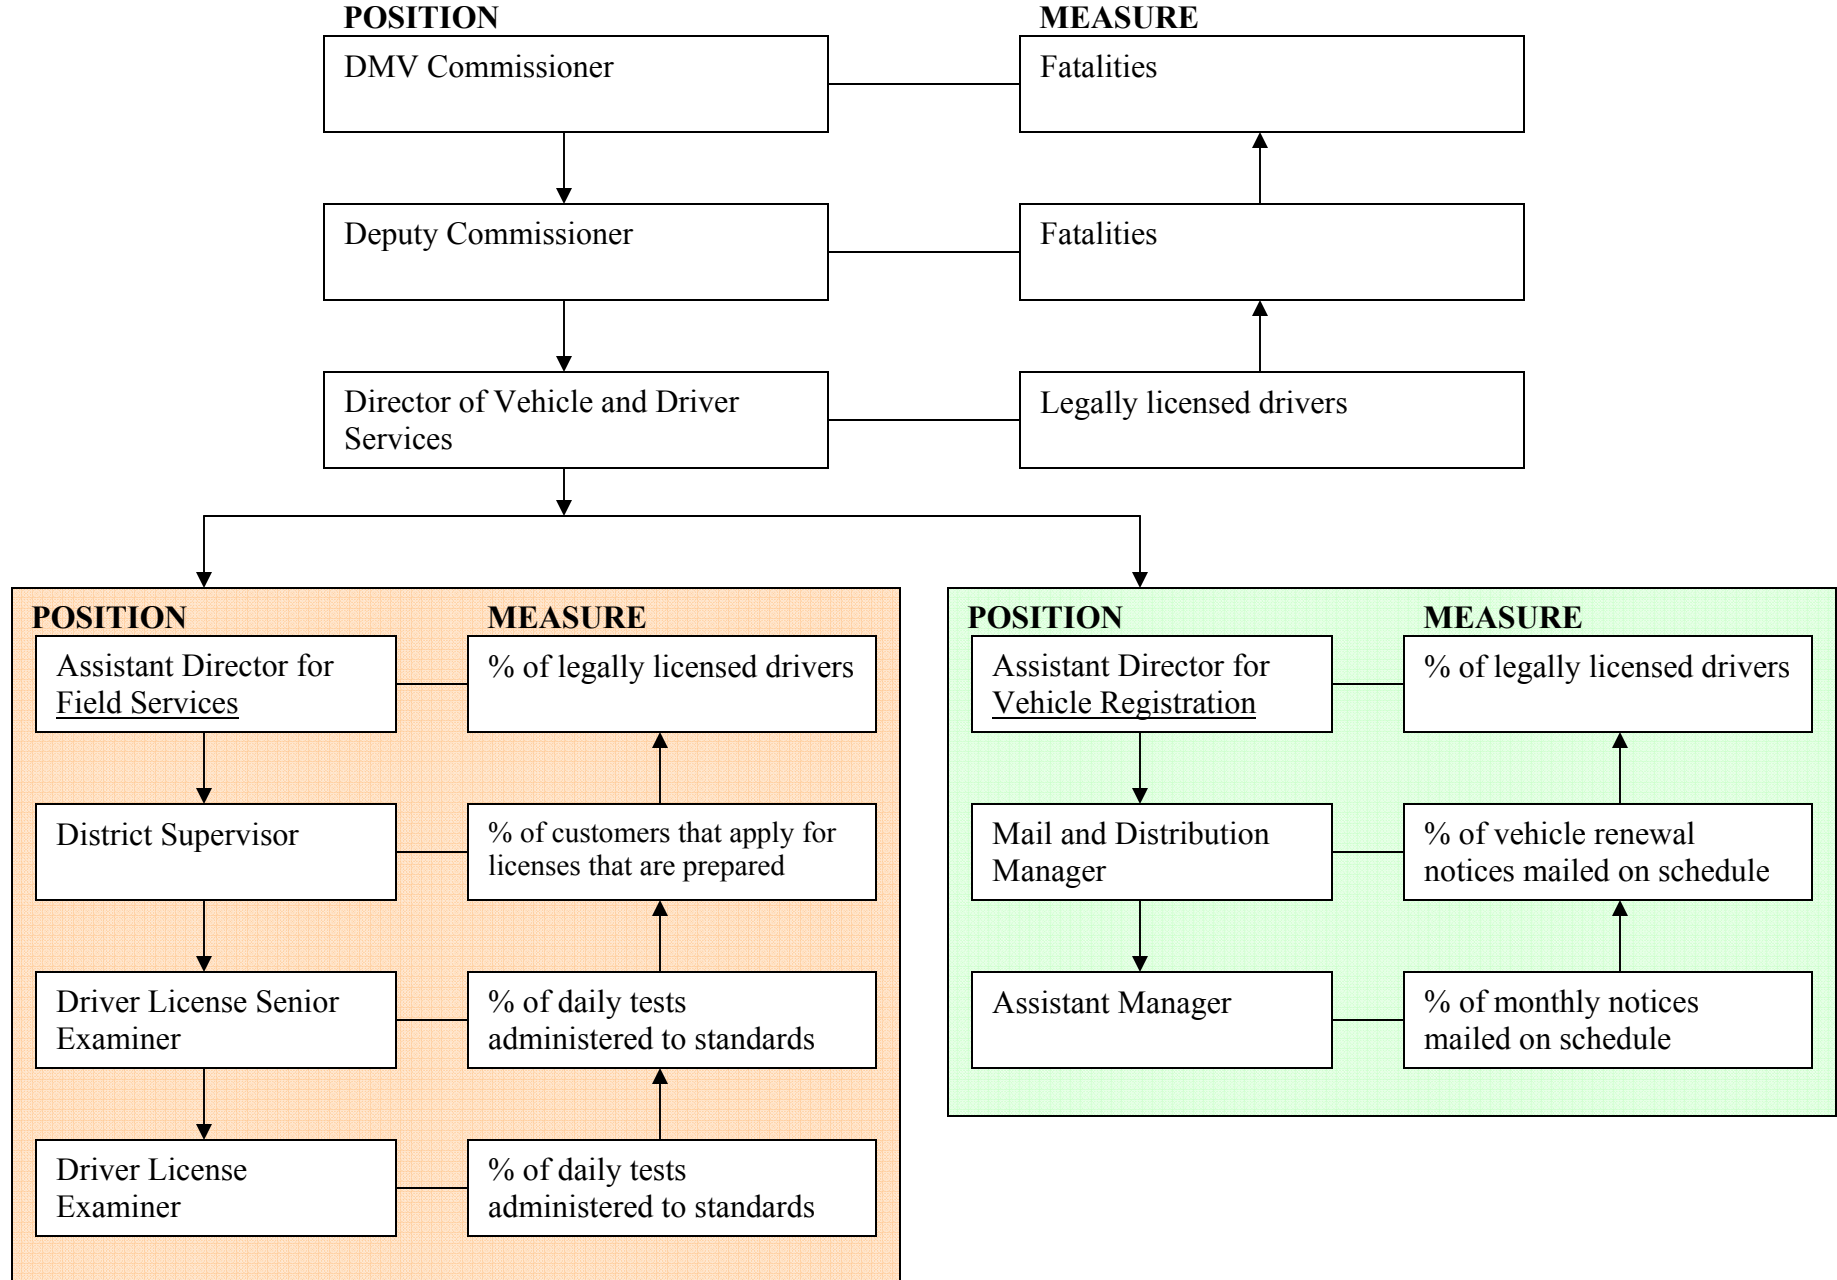 POSITION
MEASURE
DMV Commissioner
Fatalities
Deputy Commissioner
Fatalities
Director of Vehicle and Driver
Services
Legally licensed drivers
POSITION
MEASURE
Assistant Director for
Field Services
% of legally licensed drivers
District Supervisor
% of customers that apply for
licenses that are prepared
Driver License Senior
Examiner
% of daily tests
administered to standards
Driver License
Examiner
% of daily tests
administered to standards
POSITION
MEASURE
Assistant Director for
Vehicle Registration
% of legally licensed drivers
Mail and Distribution
Manager
% of vehicle renewal
notices mailed on schedule
Assistant Manager
% of monthly notices
mailed on schedule